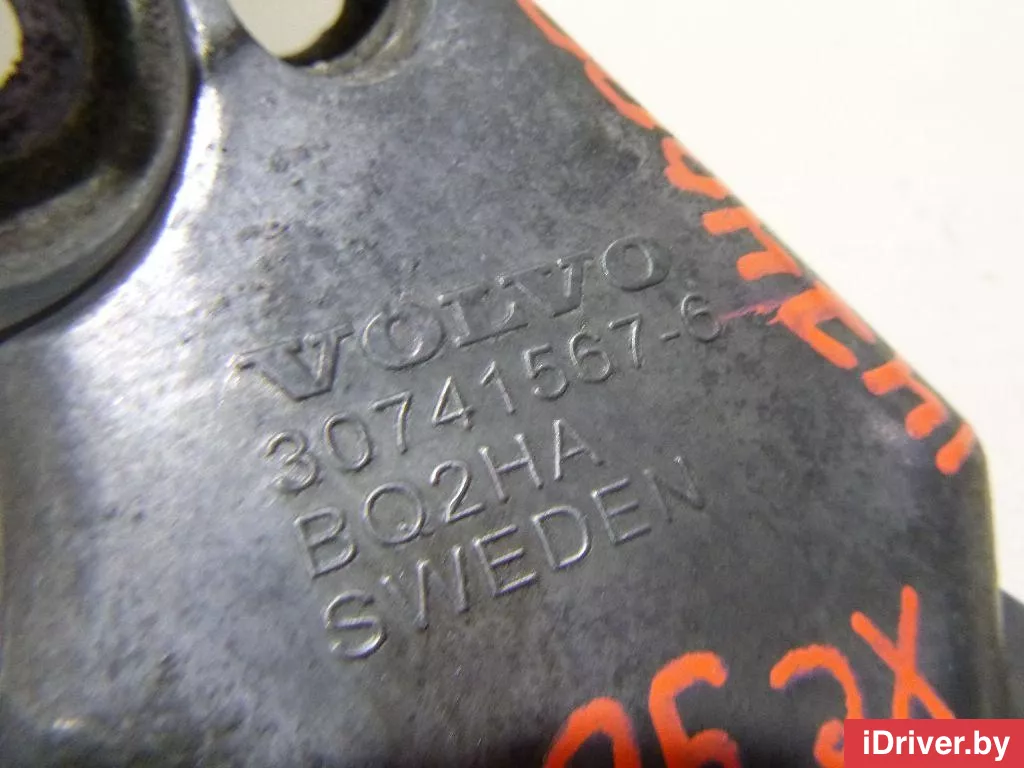 VOLVO
30741567-6
BQ2HA
SWEDEN
iDriver.by